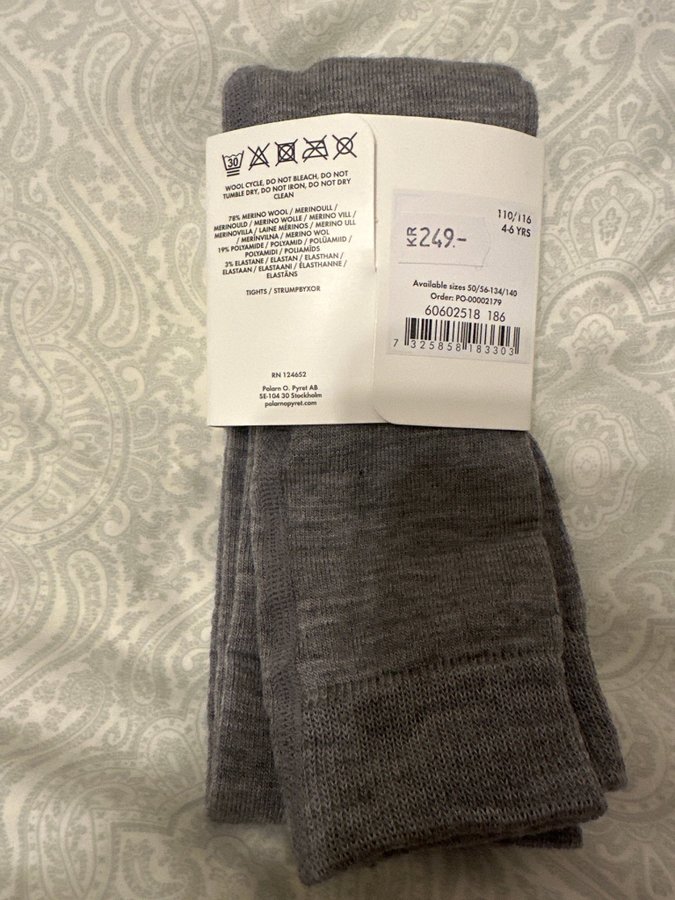 30
WOOL CYCLE, DO NOT BLEACH, DO NOT
TUMBLE DRY, DO NOT IRON, DO NOT DRY
CLEAN
78% MERINO WOOL / MERINOULL /
MERINOULD / MERINO WOLLE / MERINO VILL /
MERINOVILLA / LAINE MÉRINOS / MERINO ULL
/ MERINVILNA / MERINO WOL
19% POLYAMIDE / POLYAMID / POLÜAMIID /
POLYAMIDI / POLIAMĪDS
3% ELASTANE / ELASTAN / ELASTHAN /
ELASTAAN / ELASTAANI / ÉLASTHANNE /
ELASTĀNS
TIGHTS / STRUMPBYXOR
RN 124652
Polarn O. Pyret AB
SE-104 30 Stockholm
polarnopyret.com
110/116
4-6 YRS
KR 249.-
Available sizes 50/56-134/140
Order: PO-00002179
60602518 186
7 325858 183303